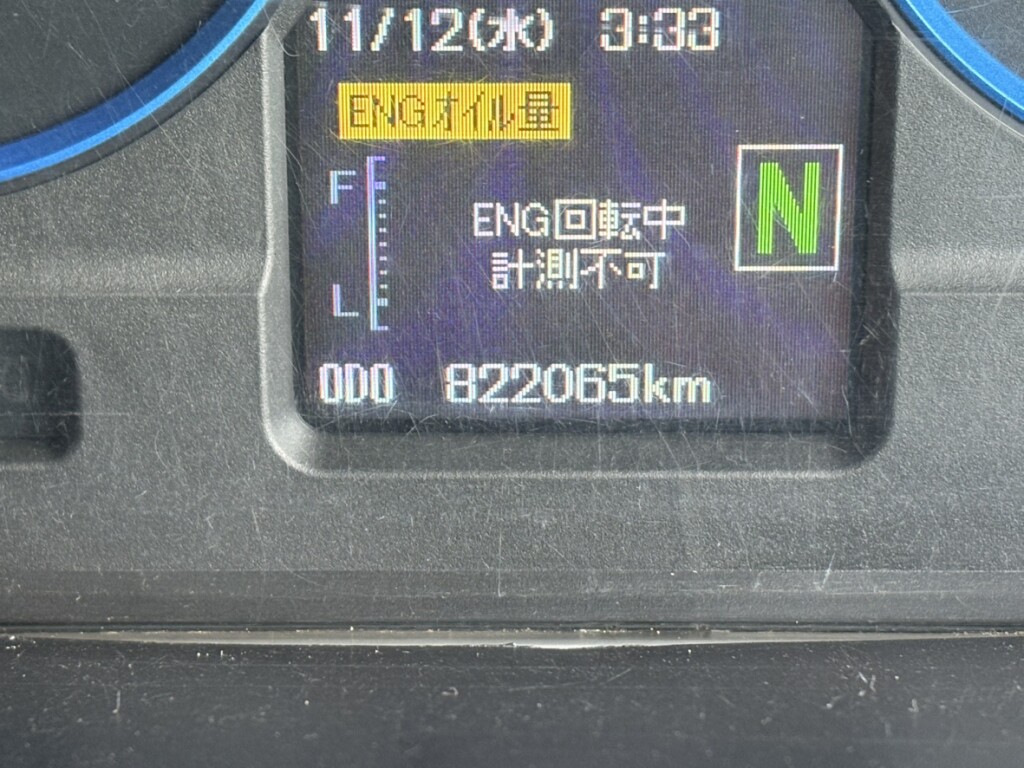 11/12(水) 3:33
ENGオイル量
F
N
ENG回転中
計測不可
L
ODO 822065km